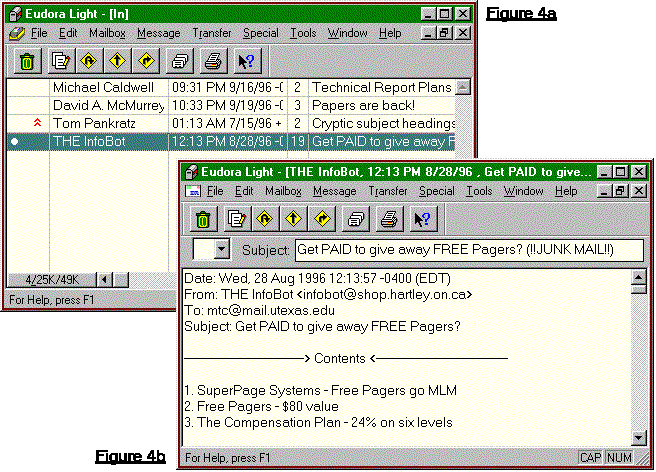 Eudora Light - [In]
File Edit Mailbox Message Transfer Special Tools Window Help
Michael Caldwell 09:31 PM 9/16/96 -0 2 Technical Report Plans
David A. McMurrey 10:33 PM 9/19/96 -0 3 Papers are back!
Tom Pankratz 01:13 AM 7/15/96 + 2 Cryptic subject headings
THE InfoBot 12:13 PM 8/28/96 -0 19 Get PAID to give away F
4/25K/49K
For Help, press F1
Figure 4a
Eudora Light - [THE InfoBot, 12:13 PM 8/28/96 , Get PAID to give...
File Edit Mailbox Message Transfer Special Tools Window Help
Subject: Get PAID to give away FREE Pagers? (!!JUNK MAIL!!)
Date: Wed, 28 Aug 1996 12:13:57 -0400 (EDT)
From: THE InfoBot <infobot@shop.hartley.on.ca>
To: mtc@mail.utexas.edu
Subject: Get PAID to give away FREE Pagers?
-----------------------> Contents <-----------------------
1. SuperPage Systems - Free Pagers go MLM
2. Free Pagers - $80 value
3. The Compensation Plan - 24% on six levels
For Help, press F1 CAP NUM
Figure 4b